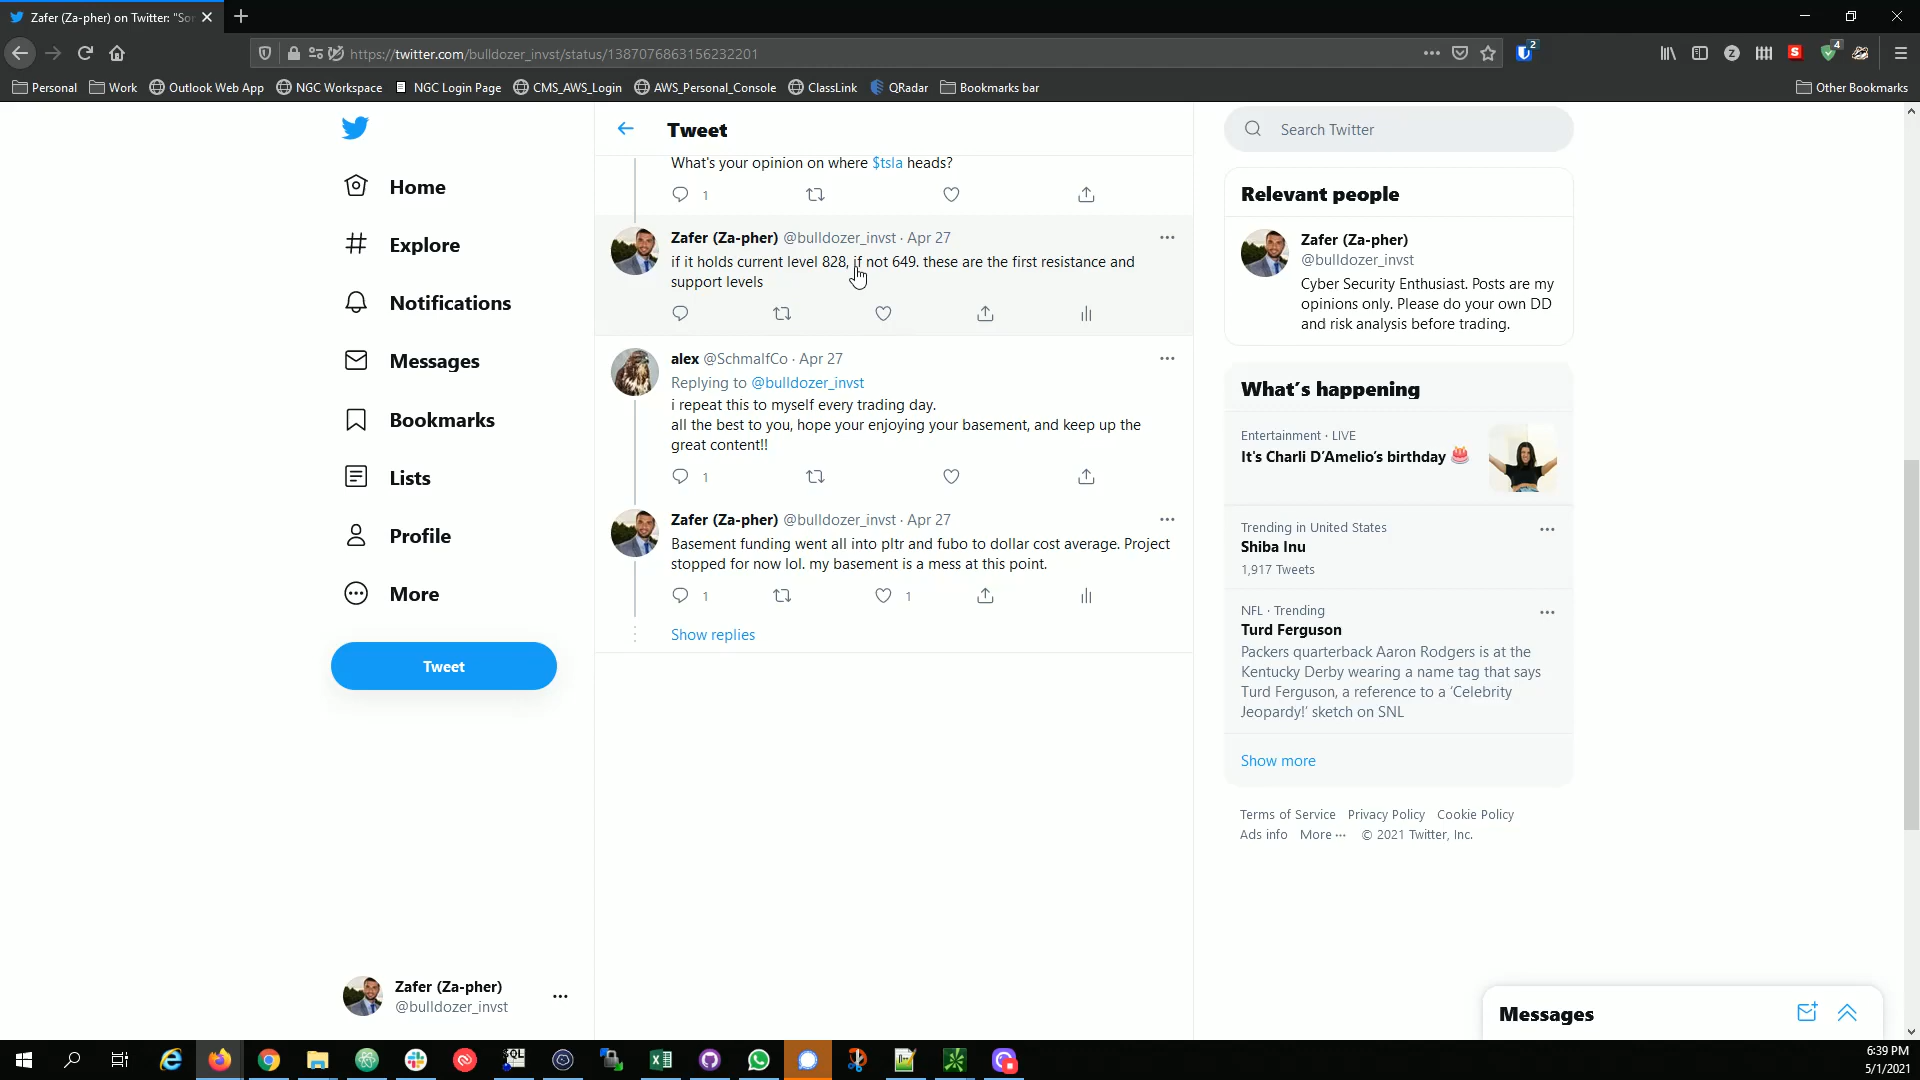 Zafer (Za-pher) on Twitter: "Sor
https://twitter.com/bulldozer_invst/status/1387076863156232201
2
4
Personal
Work
Outlook Web App
NGC Workspace
NGC Login Page
CMS_AWS_Login
AWS_Personal_Console
ClassLink
QRadar
Bookmarks bar
Other Bookmarks
Home
Explore
Notifications
Messages
Bookmarks
Lists
Profile
More
Tweet
Zafer (Za-pher)
@bulldozer_invst
Tweet
What's your opinion on where $tsla heads?
1
Zafer (Za-pher) @bulldozer_invst · Apr 27
if it holds current level 828, if not 649. these are the first resistance and
support levels
alex @SchmalfCo · Apr 27
Replying to @bulldozer_invst
i repeat this to myself every trading day.
all the best to you, hope your enjoying your basement, and keep up the
great content!!
1
Zafer (Za-pher) @bulldozer_invst · Apr 27
Basement funding went all into pltr and fubo to dollar cost average. Project
stopped for now lol. my basement is a mess at this point.
1
1
Show replies
Search Twitter
Relevant people
Zafer (Za-pher)
@bulldozer_invst
Cyber Security Enthusiast. Posts are my
opinions only. Please do your own DD
and risk analysis before trading.
What's happening
Entertainment · LIVE
It's Charli D'Amelio's birthday 🎂
Trending in United States
Shiba Inu
1,917 Tweets
NFL · Trending
Turd Ferguson
Packers quarterback Aaron Rodgers is at the
Kentucky Derby wearing a name tag that says
Turd Ferguson, a reference to a 'Celebrity
Jeopardy!' sketch on SNL
Show more
Terms of Service Privacy Policy Cookie Policy
Ads info More ··· © 2021 Twitter, Inc.
Messages
SQL
6:39 PM
5/1/2021